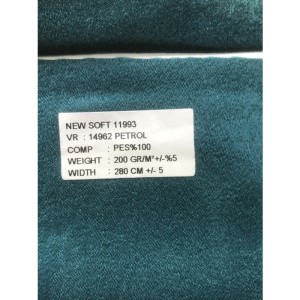 NEW SOFT 11993
VR : 14962 PETROL
COMP : PES%100
WEIGHT : 200 GR/M²+/-%5
WIDTH : 280 CM +/- 5